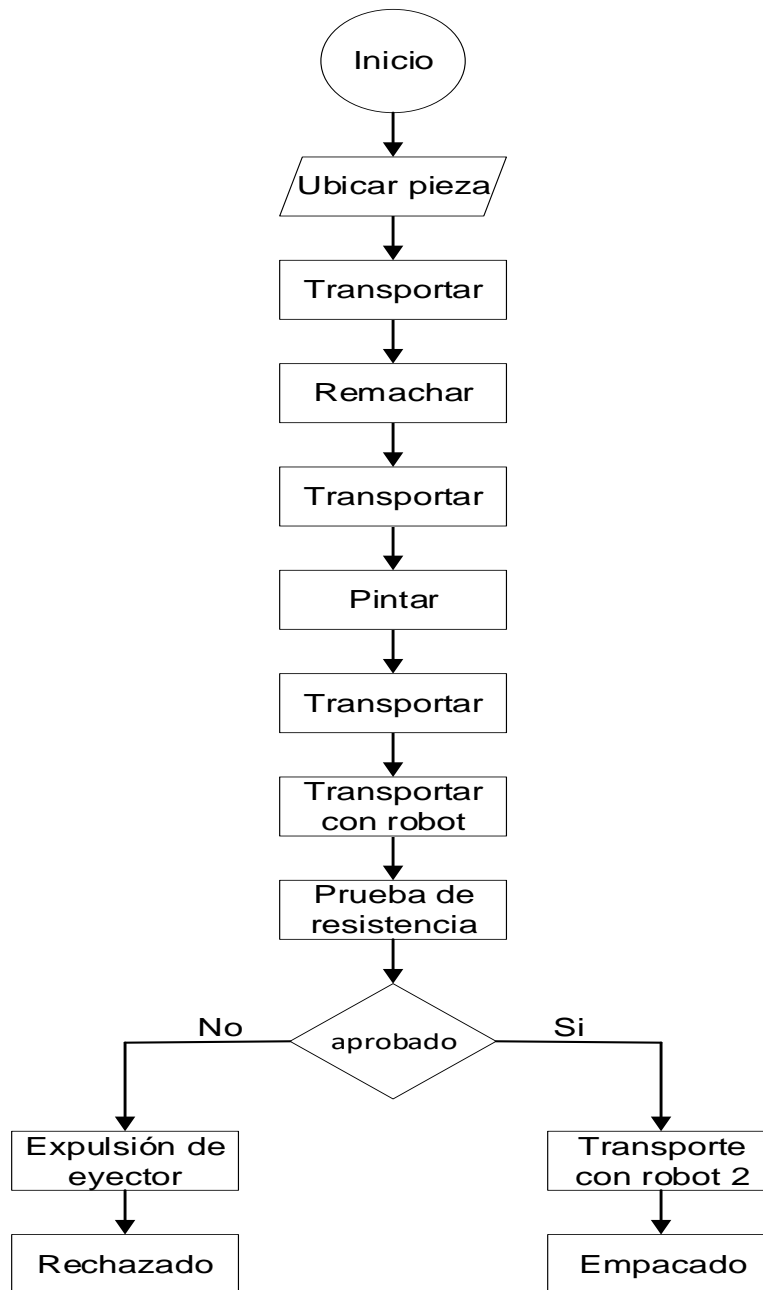 Inicio
Ubicar pieza
Transportar
Remachar
Transportar
Pintar
Transportar
Transportar
con robot
Prueba de
resistencia
aprobado
No
Si
Expulsión de
eyector
Transporte
con robot 2
Rechazado
Empacado